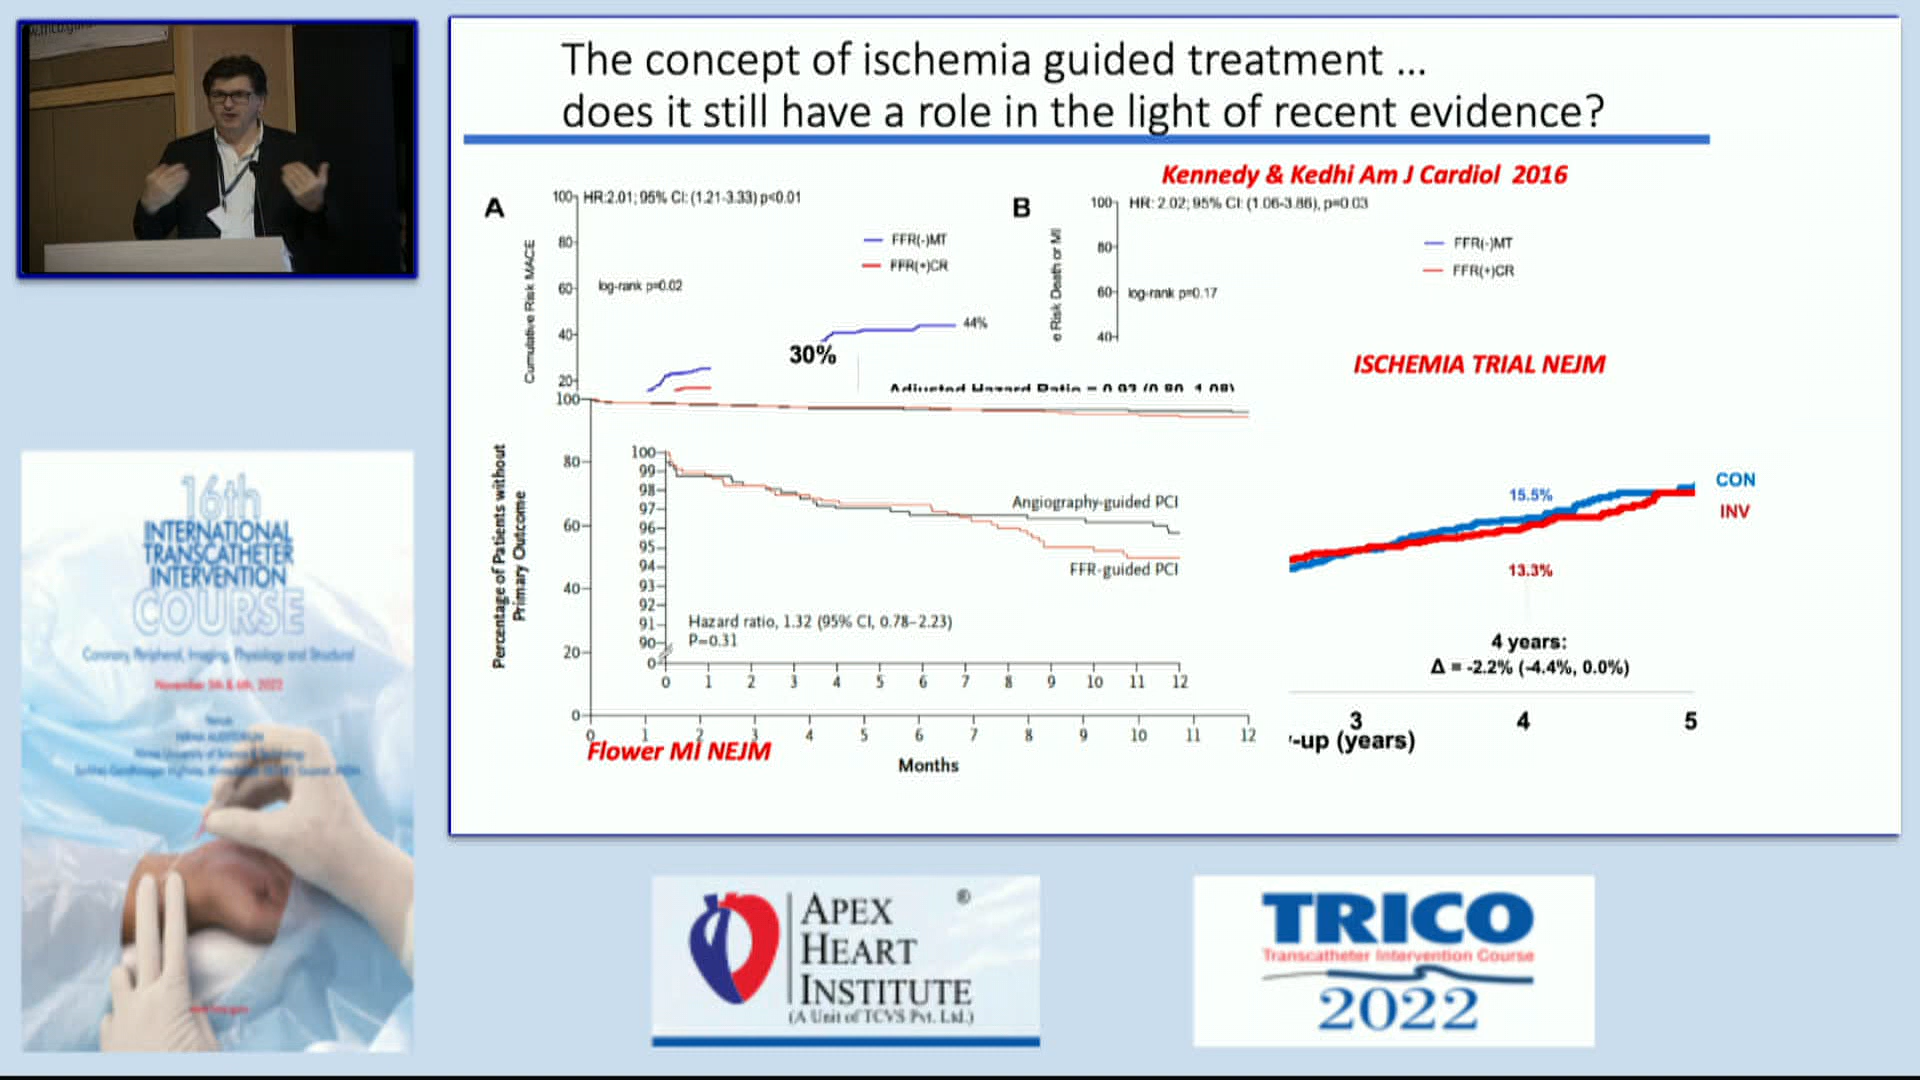 The concept of ischemia guided treatment ...
does it still have a role in the light of recent evidence?
Kennedy & Kedhi Am J Cardiol 2016
A
100
HR:2.01; 95% CI: (1.21-3.33) p<0.01
80
60
40
20
Cumulative Risk MACE
log-rank p=0.02
FFR(-)MT
FFR(+)CR
44%
30%
B
100
HR: 2.02; 95% CI: (1.06-3.86), p=0.03
80
60
40
e Risk Death or MI
log-rank p=0.17
FFR(-)MT
FFR(+)CR
ISCHEMIA TRIAL NEJM
Adjusted Hazard Ratio = 0.93 (0.80, 1.08)
Percentage of Patients without
Primary Outcome
100
80
60
40
20
0
100
99
98
97
96
95
94
93
92
91
90
0
Angiography-guided PCI
FFR-guided PCI
Hazard ratio, 1.32 (95% CI, 0.78–2.23)
P=0.31
0 1 2 3 4 5 6 7 8 9 10 11 12
0 1 2 3 4 5 6 7 8 9 10 11 12
Flower MI NEJM
Months
CON
INV
15.5%
13.3%
4 years:
Δ = -2.2% (-4.4%, 0.0%)
3 4 5
-up (years)
16th
INTERNATIONAL
TRANSCATHETER
INTERVENTION
COURSE
Coronary, Peripheral, Imaging, Physiology and Structural
November 5th & 6th, 2022
APEX
HEART
INSTITUTE
®
(A Unit of TCVS Pvt. Ltd.)
TRICO
Transcatheter Intervention Course
2022